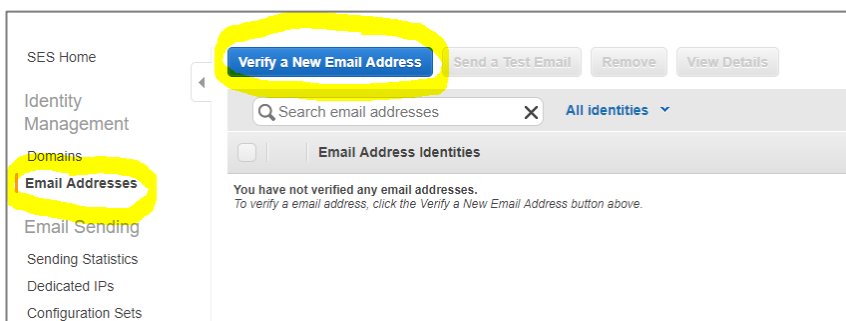 SES Home
Identity
Management
Domains
Email Addresses
Email Sending
Sending Statistics
Dedicated IPs
Configuration Sets
Verify a New Email Address Send a Test Email Remove View Details
Search email addresses All identities
Email Address Identities
You have not verified any email addresses.
To verify a email address, click the Verify a New Email Address button above.